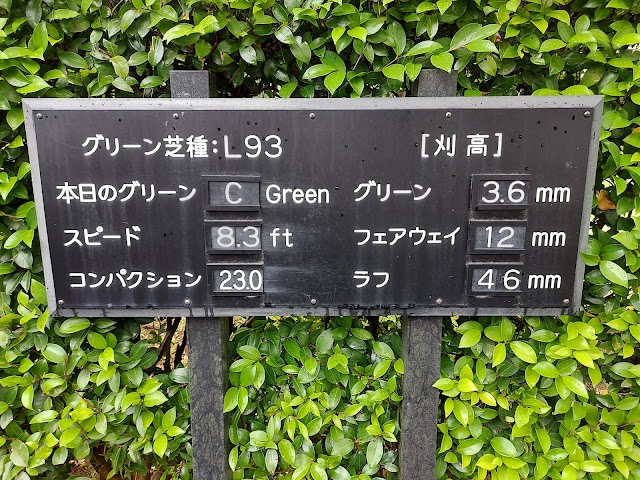 グリーン芝種:L93
本日のグリーン C Green
スピード 8.3 ft
コンパクション 23.0
[刈高]
グリーン 3.6 mm
フェアウェイ 12 mm
ラフ 46 mm